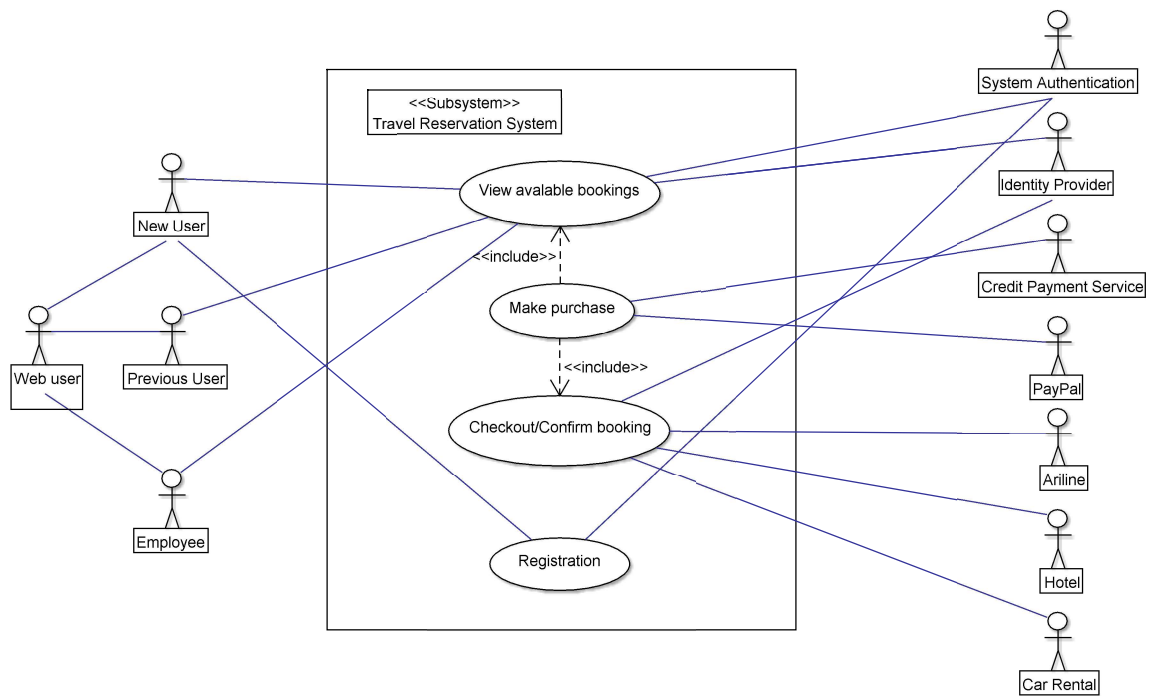 System Authentication
<<Subsystem>>
Travel Reservation System
View avalable bookings
Identity Provider
New User
<<include>>
Credit Payment Service
Make purchase
<<include>>
Web user
Previous User
PayPal
Checkout/Confirm booking
Ariline
Employee
Registration
Hotel
Car Rental